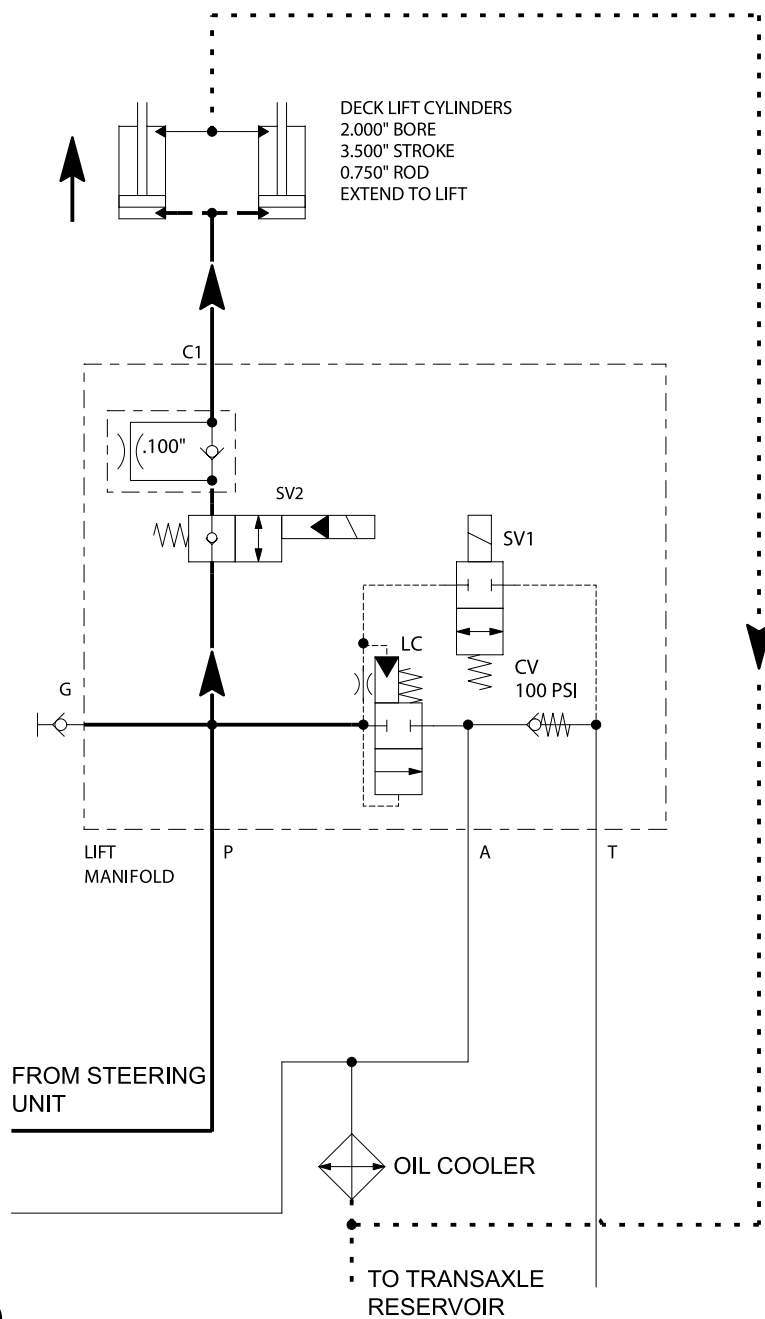 DECK LIFT CYLINDERS
2.000" BORE
3.500" STROKE
0.750" ROD
EXTEND TO LIFT
C1
.100"
SV2
SV1
LC
CV
100 PSI
G
LIFT
MANIFOLD
P
A
T
FROM STEERING
UNIT
OIL COOLER
TO TRANSAXLE
RESERVOIR